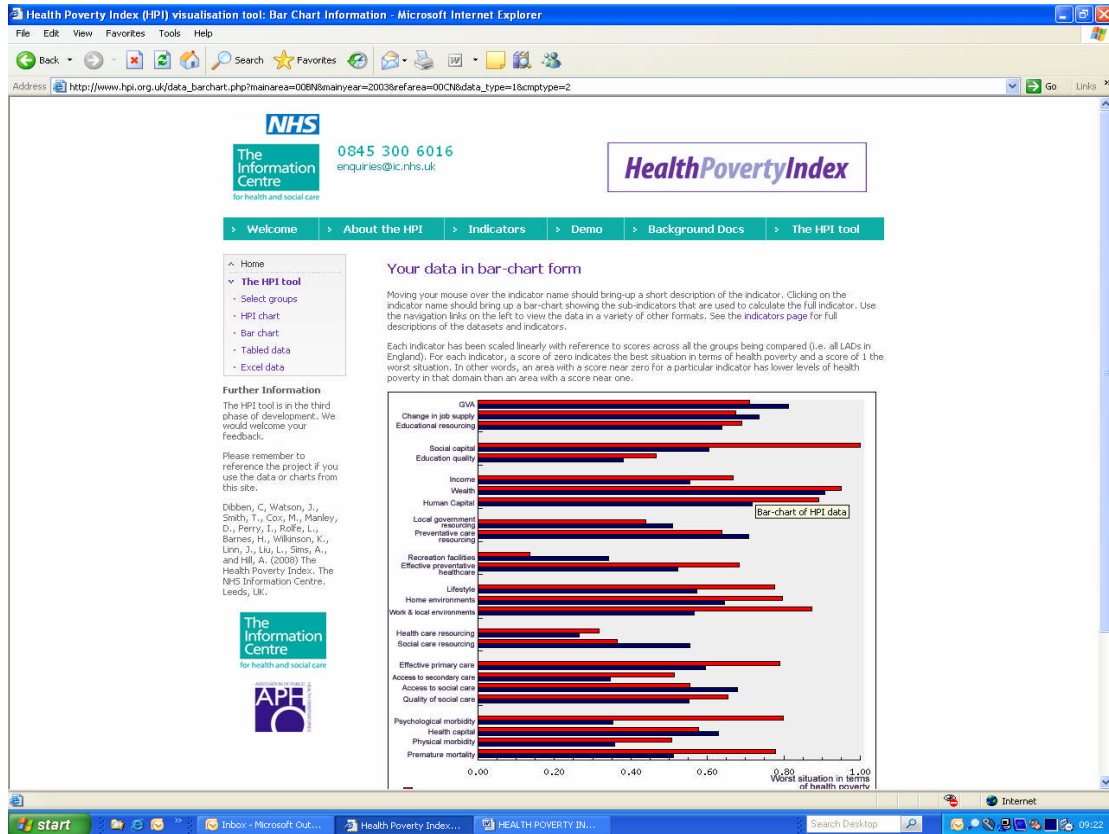 Health Poverty Index (HPI) visualisation tool: Bar Chart Information - Microsoft Internet Explorer
File Edit View Favorites Tools Help
Back Search Favorites
Address http://www.hpi.org.uk/data_barchart.php?mainarea=00BN&mainyear=2003&refarea=00CN&data_type=1&cmptype=2 Go Links
NHS
The
Information
Centre
for health and social care
0845 300 6016
enquiries@ic.nhs.uk
HealthPovertyIndex
Welcome About the HPI Indicators Demo Background Docs The HPI tool
Home
The HPI tool
Select groups
HPI chart
Bar chart
Tabled data
Excel data
Further Information
The HPI tool is in the third
phase of development. We
would welcome your
feedback.
Please remember to
reference the project if you
use the data or charts from
this site.
Dibben, C, Watson, J.,
Smith, T., Cox, M., Manley,
D., Perry, I., Rolfe, L.,
Barnes, H., Wilkinson, K.,
Linn, J., Liu, L., Sims, A.,
and Hill, A. (2008) The
Health Poverty Index. The
NHS Information Centre.
Leeds, UK.
The
Information
Centre
for health and social care
APHO
Your data in bar-chart form
Moving your mouse over the indicator name should bring-up a short description of the indicator. Clicking on the
indicator name should bring up a bar-chart showing the sub-indicators that are used to calculate the full indicator. Use
the navigation links on the left to view the data in a variety of other formats. See the indicators page for full
descriptions of the datasets and indicators.
Each indicator has been scaled linearly with reference to scores across all the groups being compared (i.e. all LADs in
England). For each indicator, a score of zero indicates the best situation in terms of health poverty and a score of 1 the
worst situation. In other words, an area with a score near zero for a particular indicator has lower levels of health
poverty in that domain than an area with a score near one.
GVA
Change in job supply
Educational resourcing
Social capital
Education quality
Income
Wealth
Human Capital
Bar-chart of HPI data
Local government
resourcing
Preventative care
resourcing
Recreation facilities
Effective preventative
healthcare
Lifestyle
Home environments
Work & local environments
Health care resourcing
Social care resourcing
Effective primary care
Access to secondary care
Access to social care
Quality of social care
Psychological morbidity
Health capital
Physical morbidity
Premature mortality
0.00 0.20 0.40 0.60 0.80 1.00
Worst situation in terms
of health poverty
Internet
start Inbox - Microsoft Out... Health Poverty Index... HEALTH POVERTY IN... Search Desktop 09:22